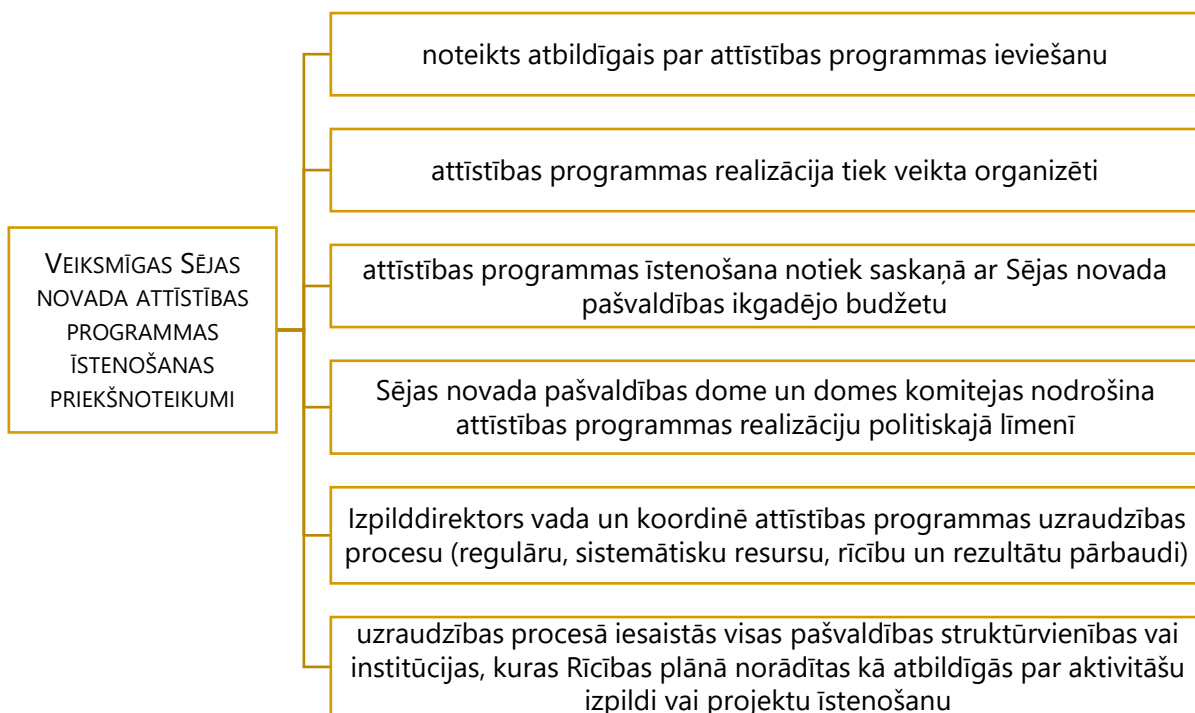 VEIKSMĪGAS SĒJAS
NOVADA ATTĪSTĪBAS
PROGRAMMAS
ĪSTENOŠANAS
PRIEKŠNOTEIKUMI
noteikts atbildīgais par attīstības programmas ieviešanu
attīstības programmas realizācija tiek veikta organizēti
attīstības programmas īstenošana notiek saskaņā ar Sējas novada
pašvaldības ikgadējo budžetu
Sējas novada pašvaldības dome un domes komitejas nodrošina
attīstības programmas realizāciju politiskajā līmenī
Izpilddirektors vada un koordinē attīstības programmas uzraudzības
procesu (regulāru, sistemātisku resursu, rīcību un rezultātu pārbaudi)
uzraudzības procesā iesaistās visas pašvaldības struktūrvienības vai
institūcijas, kuras Rīcības plānā norādītas kā atbildīgās par aktivitāšu
izpildi vai projektu īstenošanu